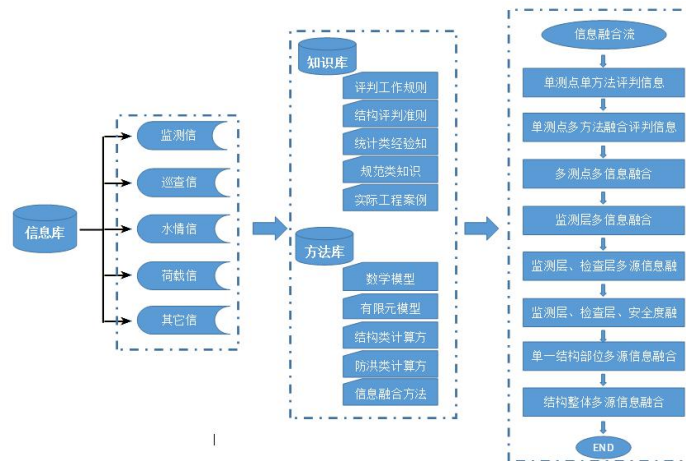 信息库
监测信
巡查信
水情信
荷载信
其它信
知识库
评判工作规则
结构评判准则
统计类经验知
规范类知识
实际工程案例
方法库
数学模型
有限元模型
结构类计算方
防洪类计算方
信息融合方法
信息融合流
单测点单方法评判信息
单测点多方法融合评判信息
多测点多信息融合
监测层多信息融合
监测层、检查层多源信息融
监测层、检查层、安全度融
单一结构部位多源信息融合
结构整体多源信息融合
END